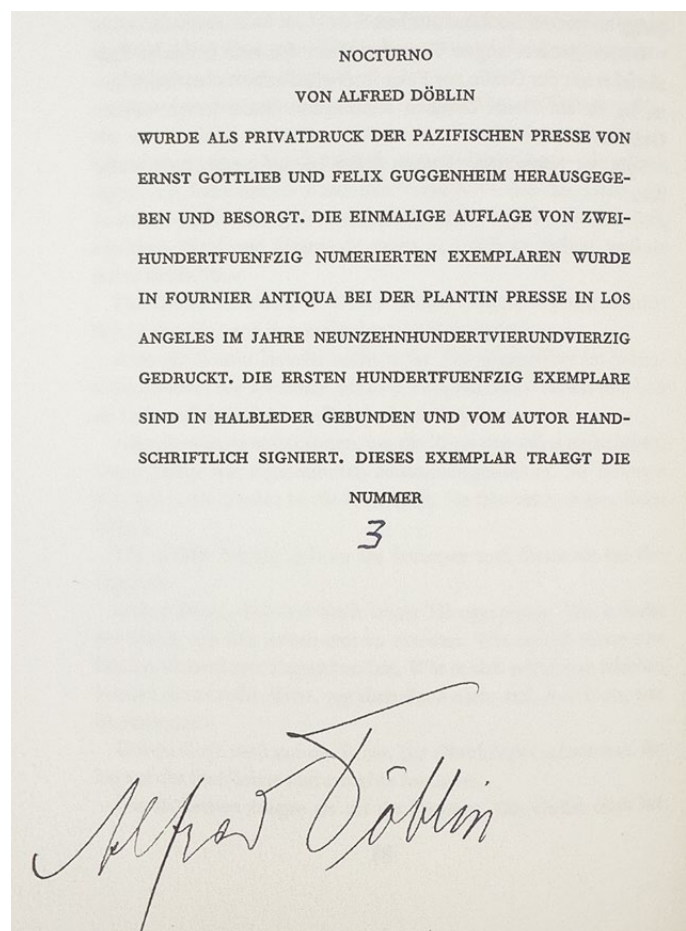 NOCTURNO
VON ALFRED DÖBLIN
WURDE ALS PRIVATDRUCK DER PAZIFISCHEN PRESSE VON
ERNST GOTTLIEB UND FELIX GUGGENHEIM HERAUSGEGE-
BEN UND BESORGT. DIE EINMALIGE AUFLAGE VON ZWEI-
HUNDERTFUENFZIG NUMERIERTEN EXEMPLAREN WURDE
IN FOURNIER ANTIQUA BEI DER PLANTIN PRESSE IN LOS
ANGELES IM JAHRE NEUNZEHNHUNDERTVIERUNDVIERZIG
GEDRUCKT. DIE ERSTEN HUNDERTFUENFZIG EXEMPLARE
SIND IN HALBLEDER GEBUNDEN UND VOM AUTOR HAND-
SCHRIFTLICH SIGNIERT. DIESES EXEMPLAR TRAEGT DIE
NUMMER
3
Alfred Döblin